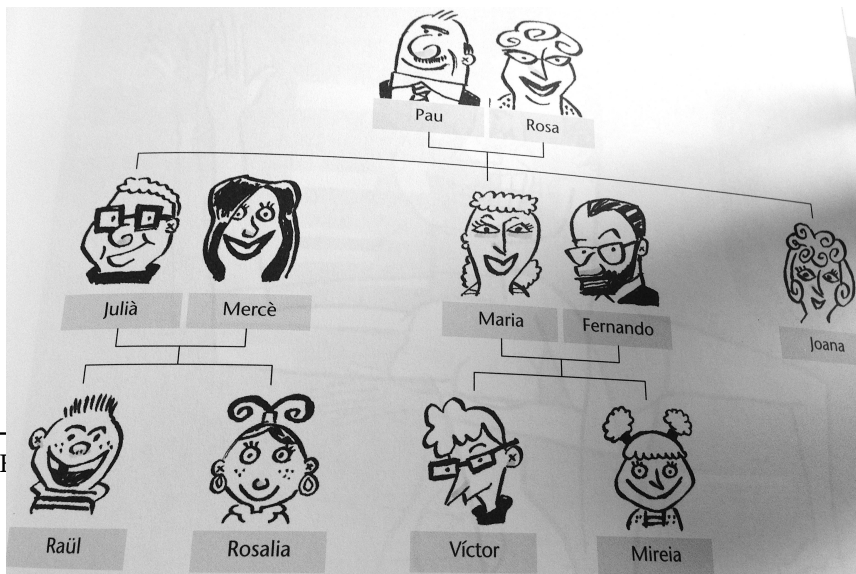 Pau
Rosa
Julià
Mercè
Maria
Fernando
Joana
Raül
Rosalia
Víctor
Mireia